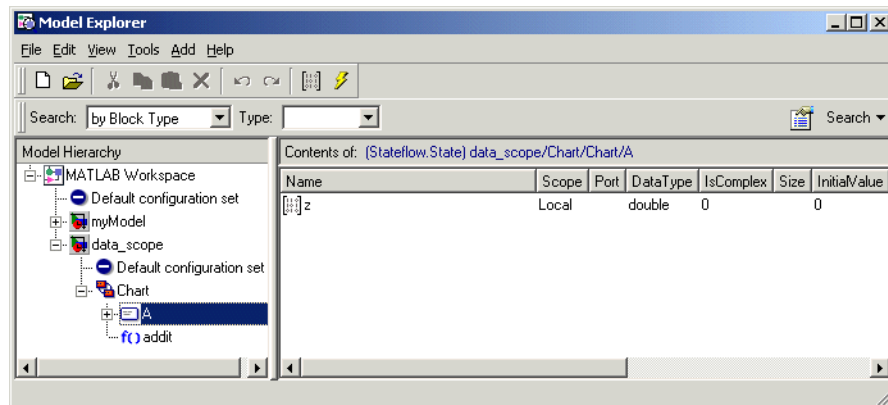 Model Explorer
File Edit View Tools Add Help
Search: by Block Type Type: Search
Model Hierarchy
Contents of: (Stateflow.State) data_scope/Chart/Chart/A
MATLAB Workspace
Name Scope Port DataType IsComplex Size InitialValue
Default configuration set
z Local double 0 0
myModel
data_scope
Default configuration set
Chart
A
f() addit